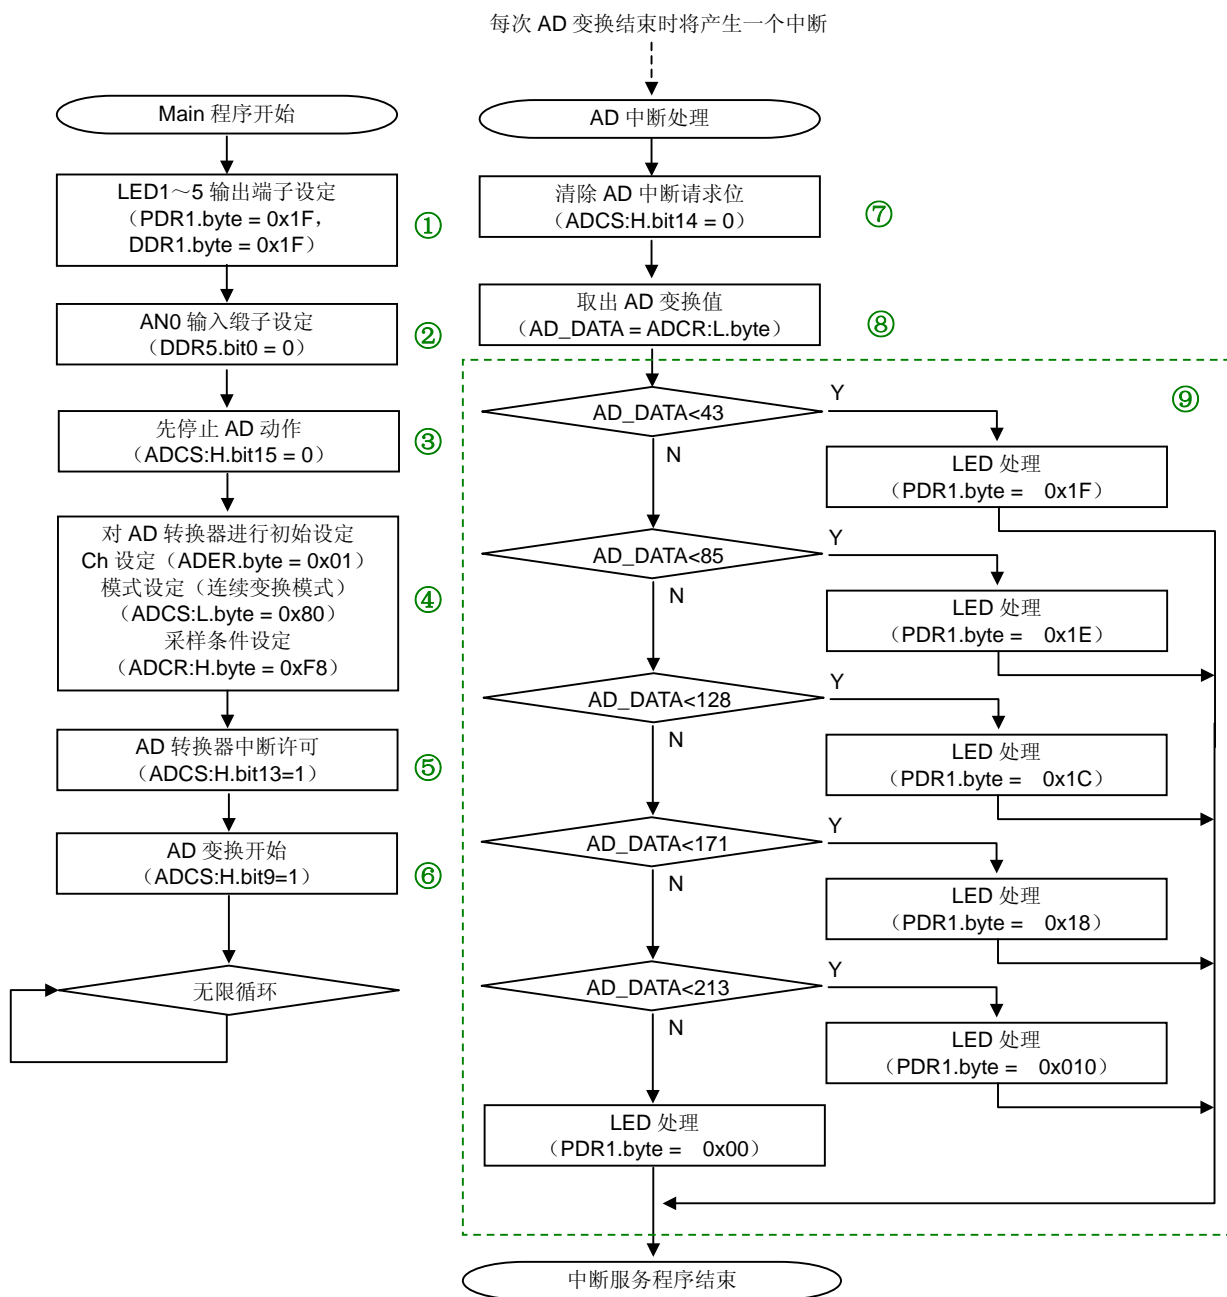 每次 AD 变换结束时将产生一个中断
Main 程序开始
LED1～5 输出端子设定
（PDR1.byte = 0x1F，
DDR1.byte = 0x1F）
①
AN0 输入缎子设定
（DDR5.bit0 = 0）
②
先停止 AD 动作
（ADCS:H.bit15 = 0）
③
对 AD 转换器进行初始设定
Ch 设定（ADER.byte = 0x01）
模式设定（连续变换模式）
（ADCS:L.byte = 0x80）
采样条件设定
（ADCR:H.byte = 0xF8）
④
AD 转换器中断许可
（ADCS:H.bit13=1）
⑤
AD 变换开始
（ADCS:H.bit9=1）
⑥
无限循环
AD 中断处理
清除 AD 中断请求位
（ADCS:H.bit14 = 0）
⑦
取出 AD 变换值
（AD_DATA = ADCR:L.byte）
⑧
⑨
AD_DATA<43
Y
N
LED 处理
（PDR1.byte = 0x1F）
AD_DATA<85
Y
N
LED 处理
（PDR1.byte = 0x1E）
AD_DATA<128
Y
N
LED 处理
（PDR1.byte = 0x1C）
AD_DATA<171
Y
N
LED 处理
（PDR1.byte = 0x18）
AD_DATA<213
Y
N
LED 处理
（PDR1.byte = 0x010）
LED 处理
（PDR1.byte = 0x00）
中断服务程序结束